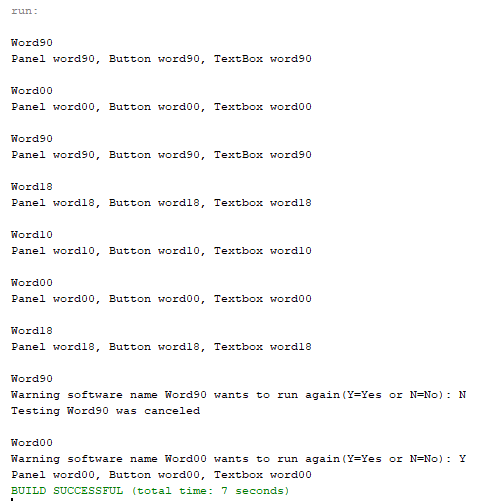 run:
Word90
Panel word90, Button word90, TextBox word90
Word00
Panel word00, Button word00, Textbox word00
Word90
Panel word90, Button word90, TextBox word90
Word18
Panel word18, Button word18, Textbox word18
Word10
Panel word10, Button word10, Textbox word10
Word00
Panel word00, Button word00, Textbox word00
Word18
Panel word18, Button word18, Textbox word18
Word90
Warning software name Word90 wants to run again(Y=Yes or N=No): N
Testing Word90 was canceled
Word00
Warning software name Word00 wants to run again(Y=Yes or N=No): Y
Panel word00, Button word00, Textbox word00
BUILD SUCCESSFUL (total time: 7 seconds)